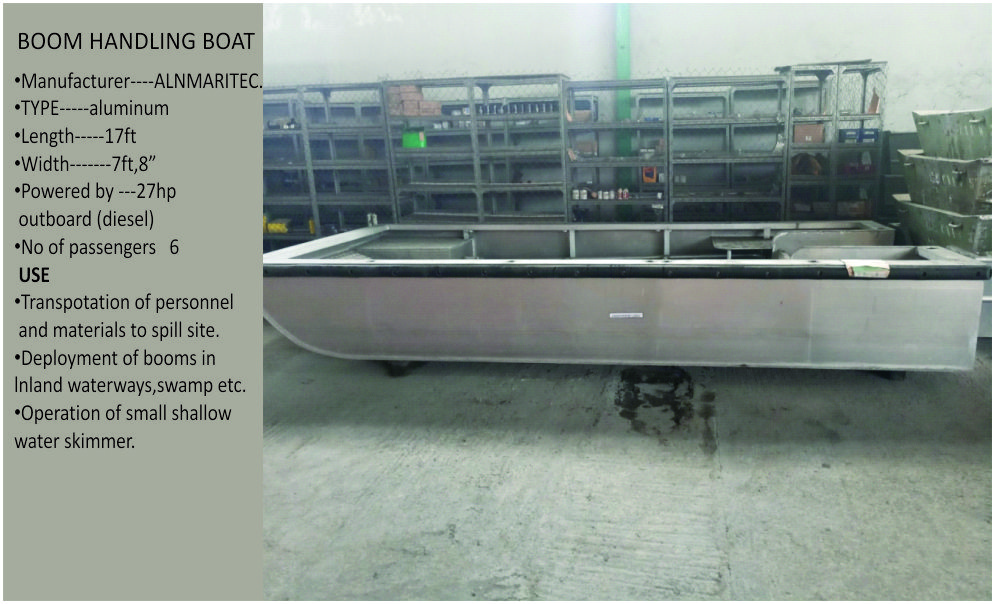 BOOM HANDLING BOAT
•Manufacturer----ALNMARITEC.
•TYPE-----aluminum
•Length-----17ft
•Width-------7ft,8”
•Powered by ---27hp
outboard (diesel)
•No of passengers 6
USE
•Transpotation of personnel
and materials to spill site.
•Deployment of booms in
Inland waterways,swamp etc.
•Operation of small shallow
water skimmer.